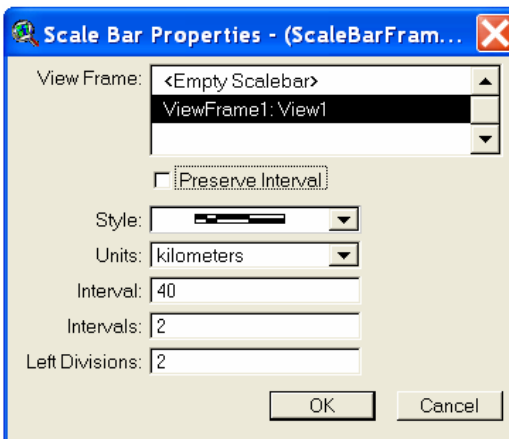 Scale Bar Properties - (ScaleBarFram...
View Frame: <Empty Scalebar>
ViewFrame1: View1
Preserve Interval
Style:
Units: kilometers
Interval: 40
Intervals: 2
Left Divisions: 2
OK Cancel